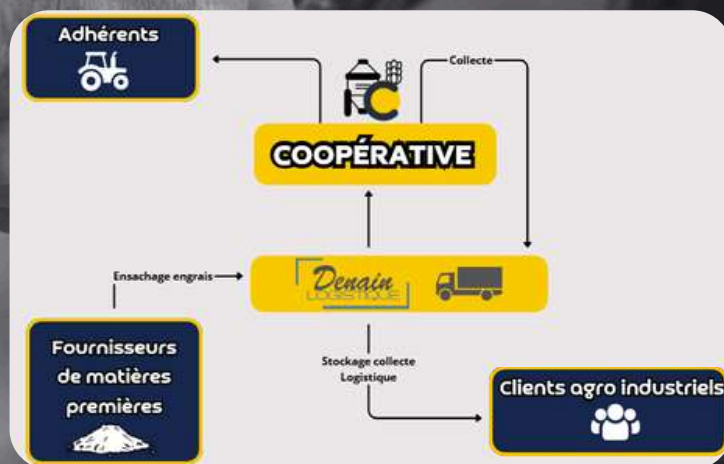 Adhérents
Collecte
COOPÉRATIVE
Ensachage engrais
Denain
LOGISTIQUE
Fournisseurs
de matières
premières
Stockage collecte
Logistique
Clients agro industriels